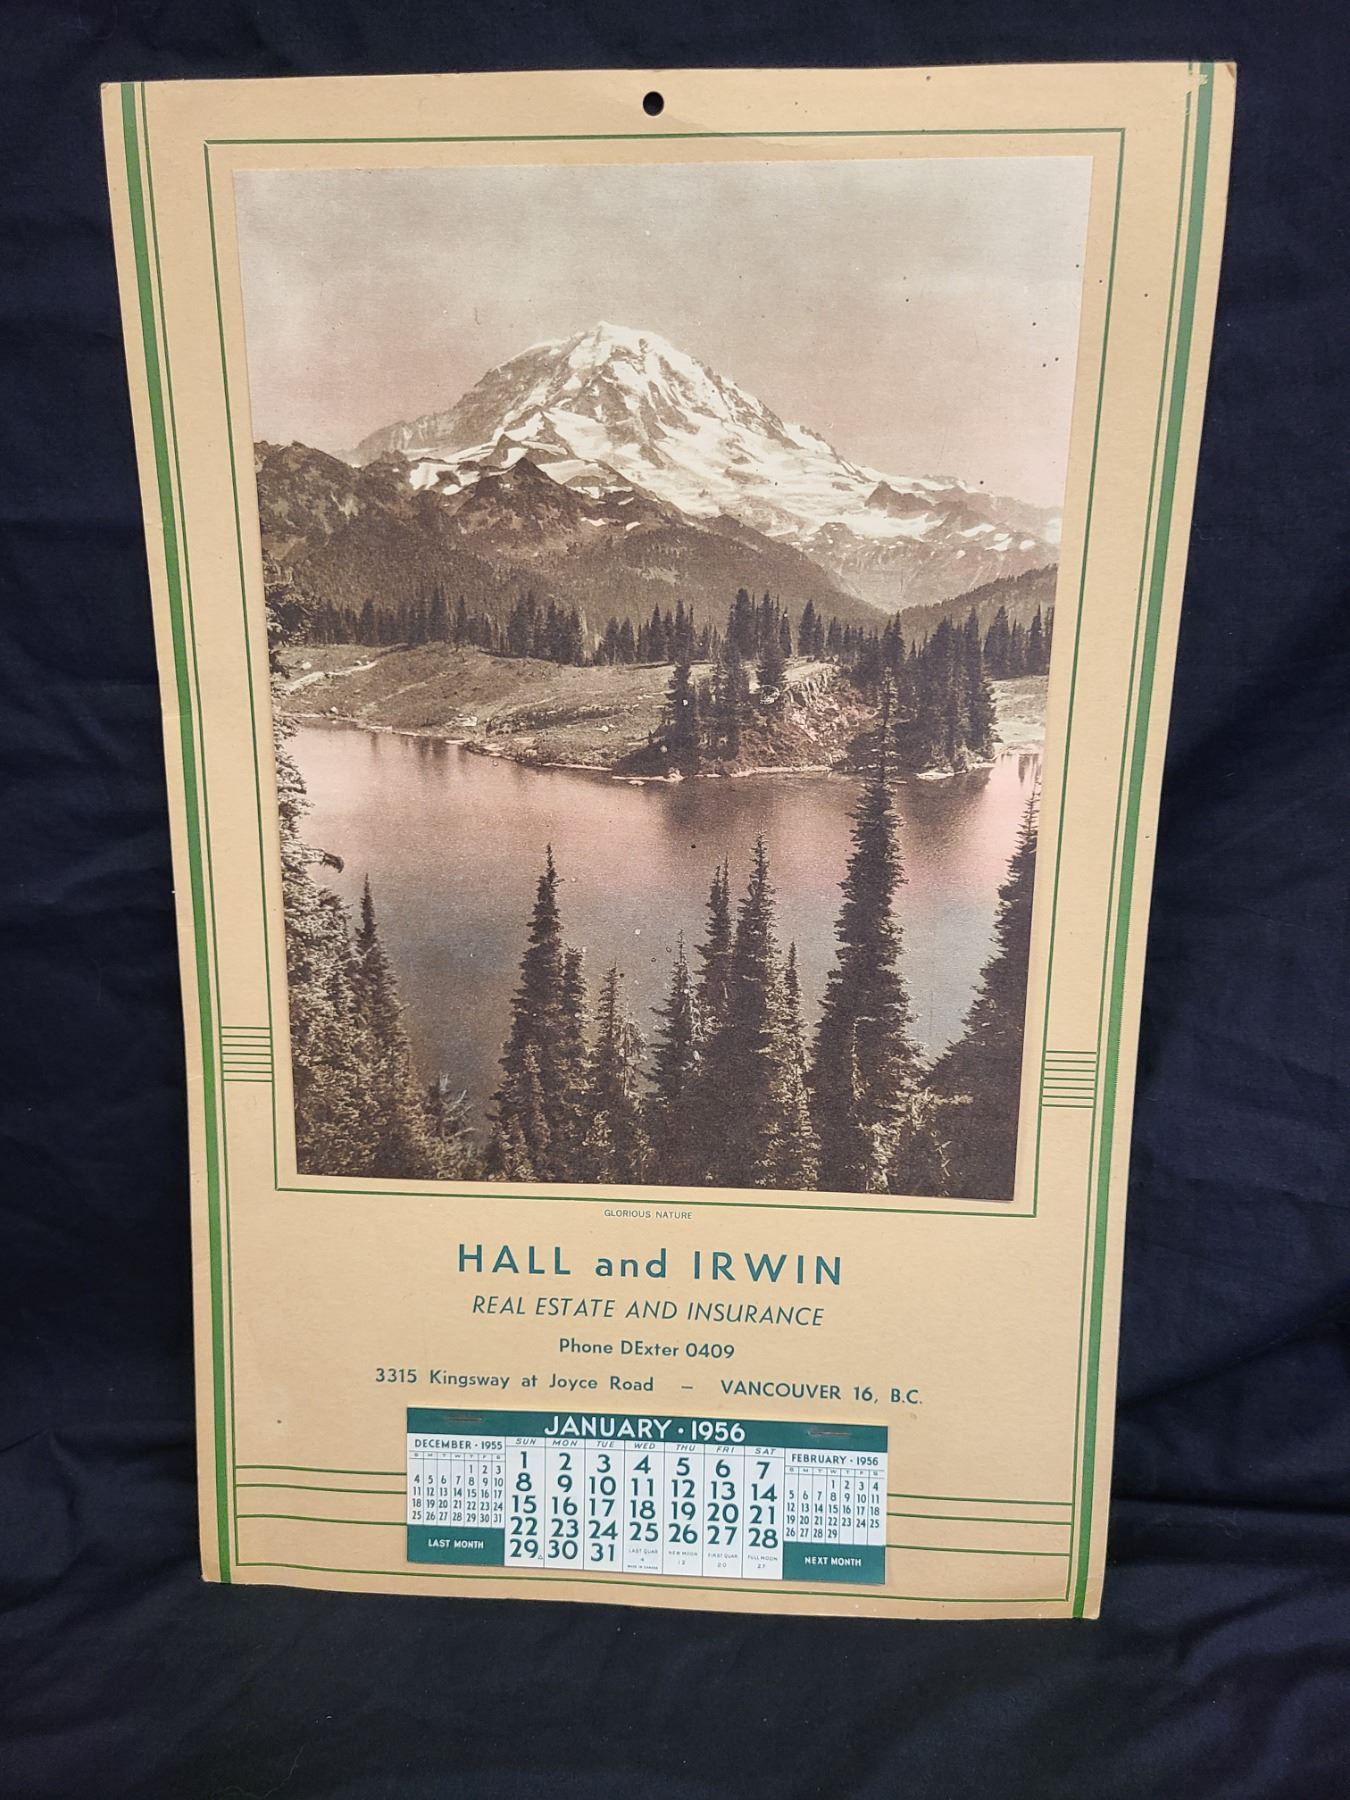 GLORIOUS NATURE
HALL and IRWIN
REAL ESTATE AND INSURANCE
Phone DExter 0409
3315 Kingsway at Joyce Road – VANCOUVER 16, B.C.
JANUARY · 1956
DECEMBER · 1955
S M T W T F S
1 2 3
4 5 6 7 8 9 10
11 12 13 14 15 16 17
18 19 20 21 22 23 24
25 26 27 28 29 30 31
LAST MONTH
SUN MON TUE WED THU FRI SAT
1 2 3 4 5 6 7
8 9 10 11 12 13 14
15 16 17 18 19 20 21
22 23 24 25 26 27 28
29 30 31
LAST QUAR. 4
NEW MOON 12
FIRST QUAR. 20
FULL MOON 27
MADE IN CANADA
FEBRUARY · 1956
S M T W T F S
1 2 3 4
5 6 7 8 9 10 11
12 13 14 15 16 17 18
19 20 21 22 23 24 25
26 27 28 29
NEXT MONTH